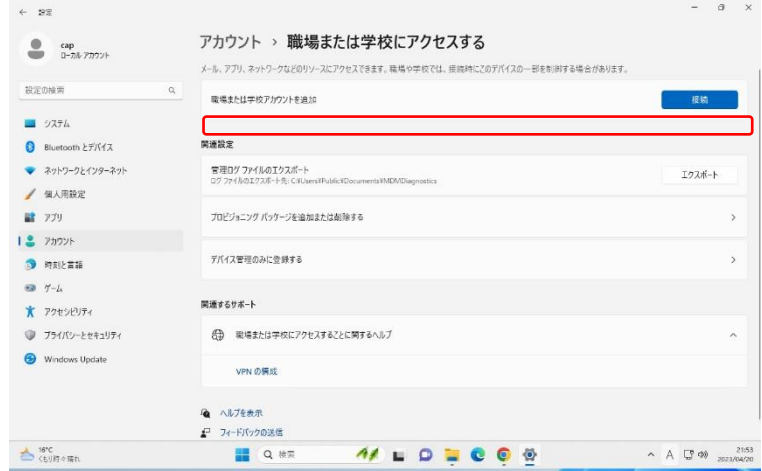 ← 設定
cap
ローカル アカウント
設定の検索
システム
Bluetooth とデバイス
ネットワークとインターネット
個人用設定
アプリ
アカウント
時刻と言語
ゲーム
アクセシビリティ
プライバシーとセキュリティ
Windows Update
アカウント › 職場または学校にアクセスする
メール、アプリ、ネットワークなどのリソースにアクセスできます。職場や学校では、接続時にこのデバイスの一部を制御する場合があります。
職場または学校アカウントを追加
接続
関連設定
管理ログ ファイルのエクスポート
ログ ファイルのエクスポート先: C:¥Users¥Public¥Documents¥MDMDiagnostics
エクスポート
プロビジョニング パッケージを追加または削除する
デバイス管理のみに登録する
関連するサポート
職場または学校にアクセスすることに関するヘルプ
VPN の構成
ヘルプを表示
フィードバックの送信
16°C
くもり時々晴れ
検索
A
21:53
2023/04/20